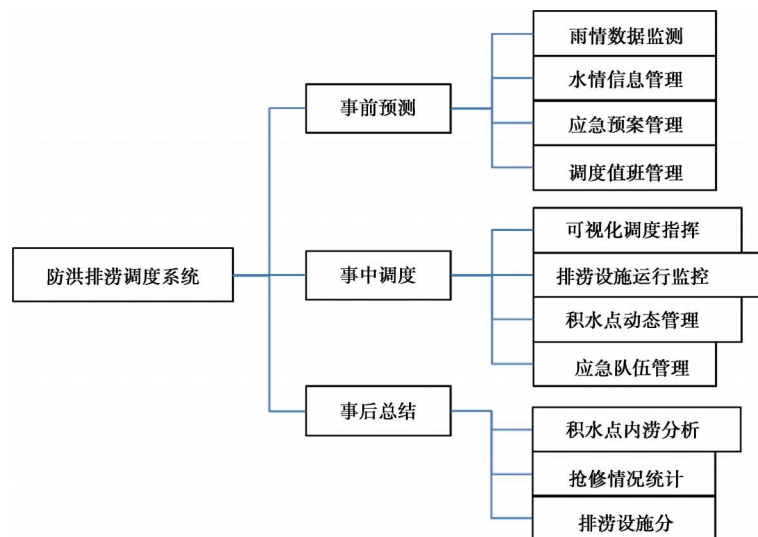 防洪排涝调度系统
事前预测
雨情数据监测
水情信息管理
应急预案管理
调度值班管理
事中调度
可视化调度指挥
排涝设施运行监控
积水点动态管理
应急队伍管理
事后总结
积水点内涝分析
抢修情况统计
排涝设施分